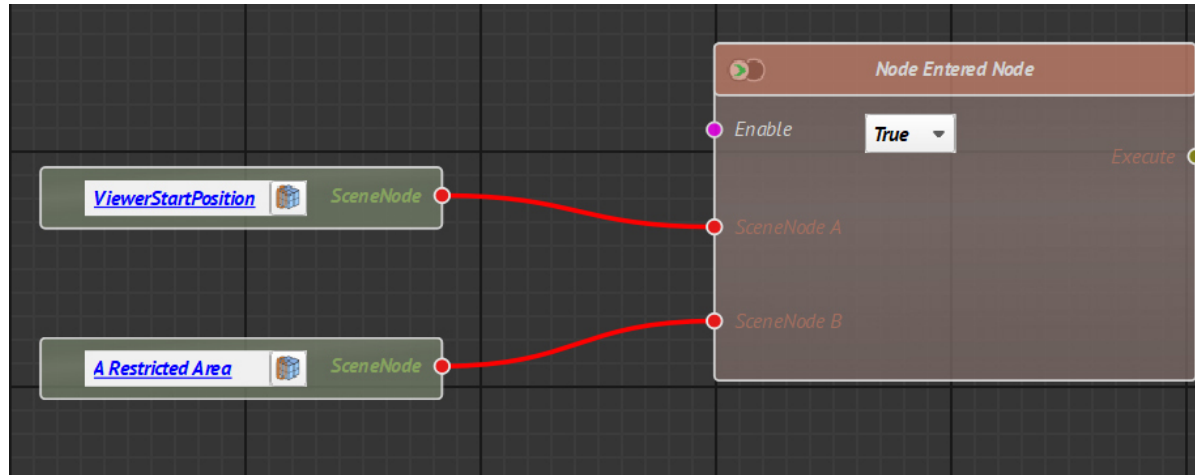 Node Entered Node
Enable
True
Execute
ViewerStartPosition
SceneNode
SceneNode A
SceneNode B
A Restricted Area
SceneNode